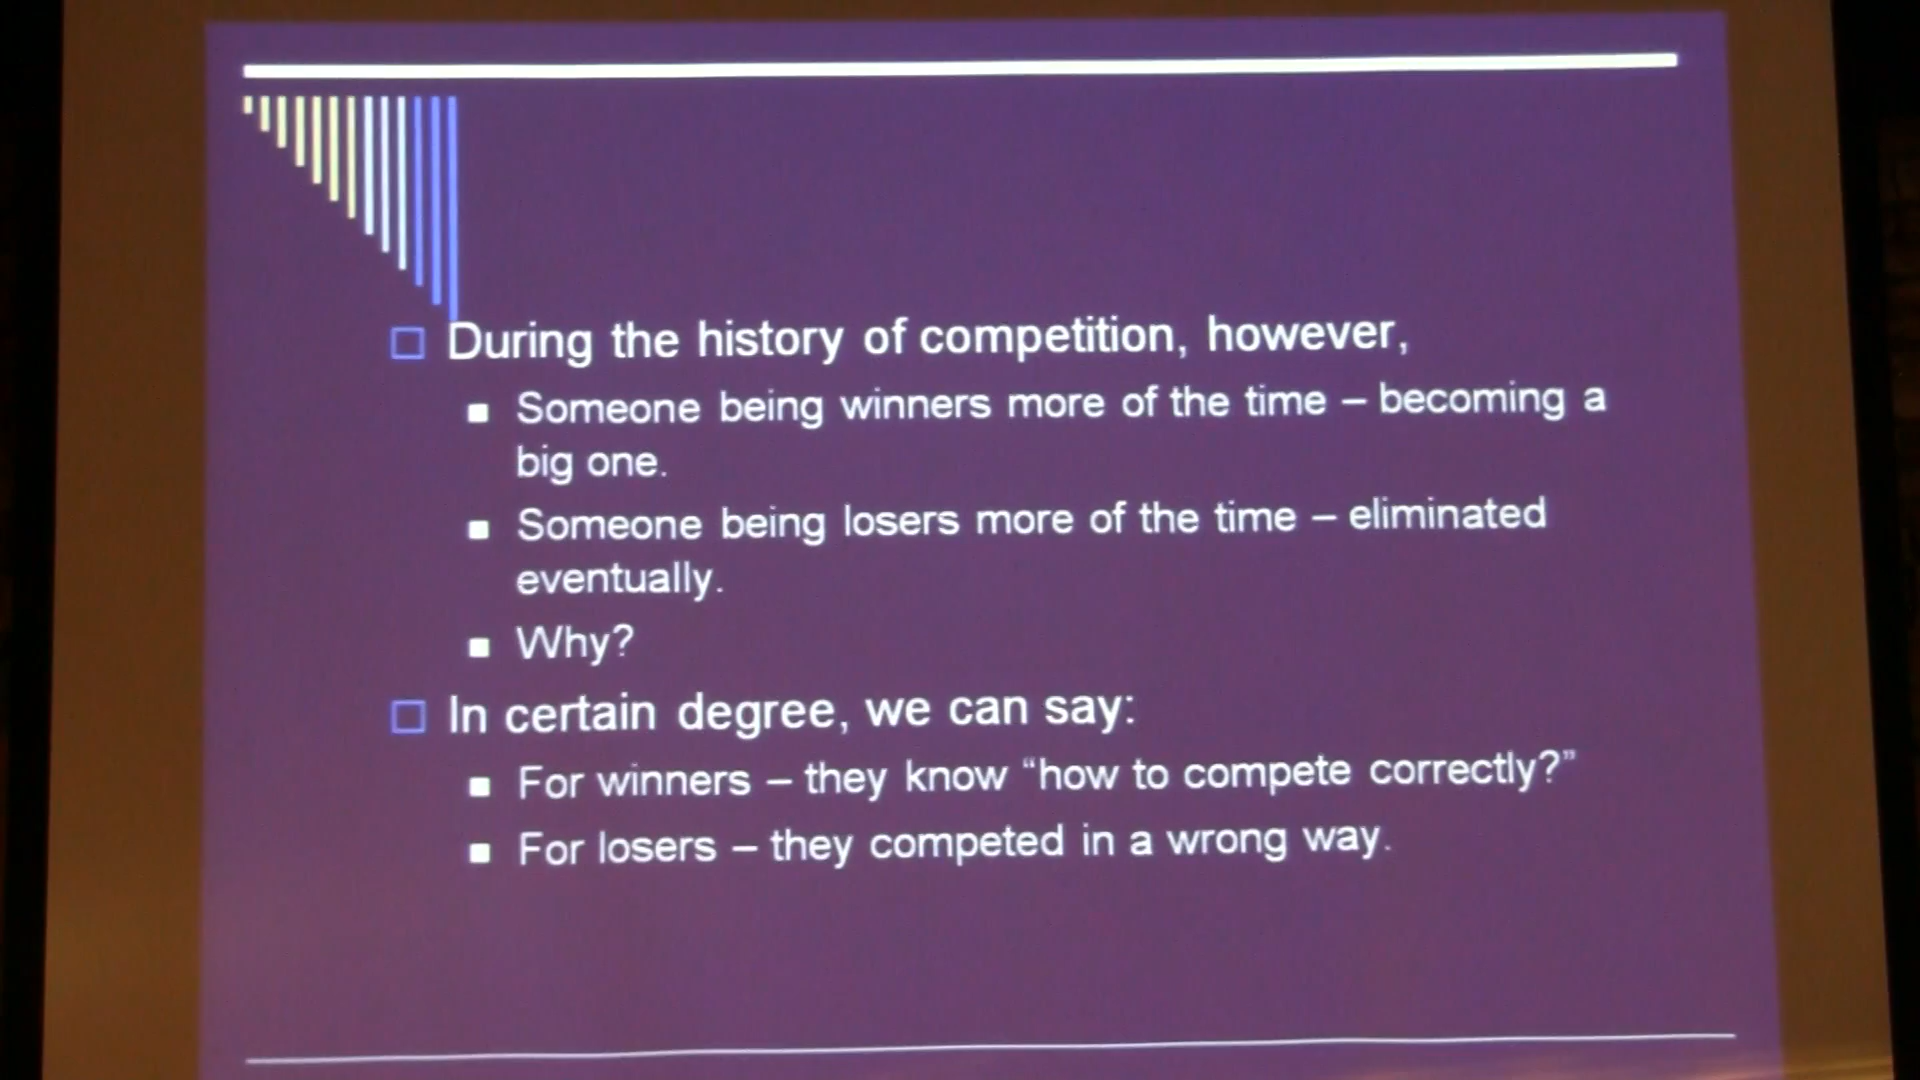 During the history of competition, however,
Someone being winners more of the time – becoming a
big one.
Someone being losers more of the time – eliminated
eventually.
Why?
In certain degree, we can say:
For winners – they know “how to compete correctly?”
For losers – they competed in a wrong way.